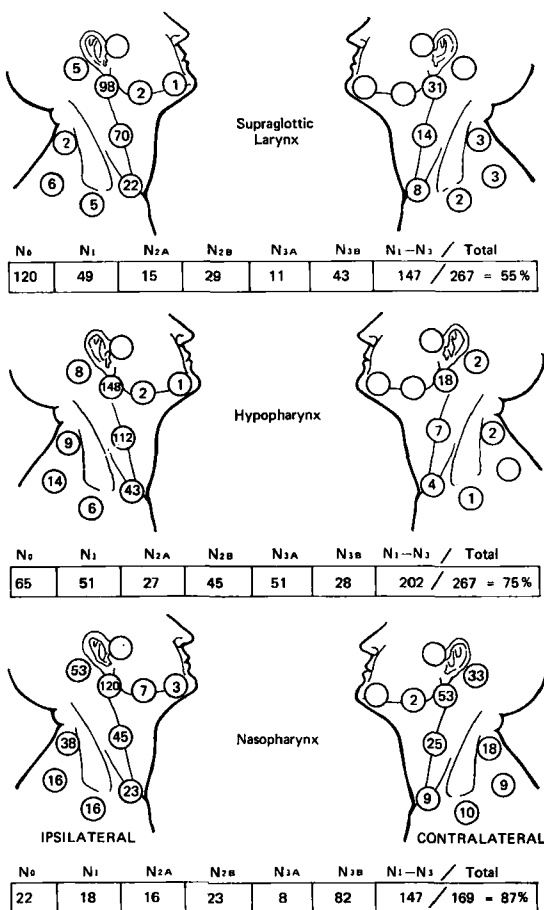 5
98 2 1 31
70 Supraglottic 14
2 Larynx 3
6 5 22 8 2 3
N₀ N₁ N₂A N₂B N₃A N₃B N₁–N₃ / Total
120 49 15 29 11 43 147 / 267 = 55%
8 148 2 1 18 2
9 112 Hypopharynx 7 2
14 6 43 4 1
N₀ N₁ N₂A N₂B N₃A N₃B N₁–N₃ / Total
65 51 27 45 51 28 202 / 267 = 75%
53 120 7 3 2 53 33
38 45 Nasopharynx 25 18
16 16 23 9 10 9
IPSILATERAL CONTRALATERAL
N₀ N₁ N₂A N₂B N₃A N₃B N₁–N₃ / Total
22 18 16 23 8 82 147 / 169 = 87%